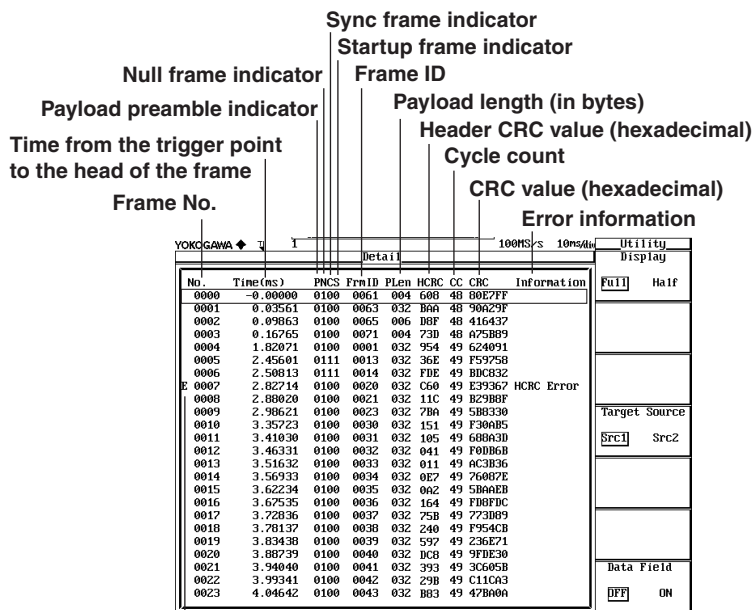 Sync frame indicator
Startup frame indicator
Null frame indicator
Frame ID
Payload preamble indicator
Payload length (in bytes)
Time from the trigger point
to the head of the frame
Header CRC value (hexadecimal)
Cycle count
Frame No.
CRC value (hexadecimal)
Error information
YOKOGAWA ◆ 1 100MS/s 10ms/div Utility
Detail Display
No. Time(ms) PNCS FrmID PLen HCRC CC CRC Information
Full Half
0000 -0.00000 0100 0061 004 608 48 80E7FF
0001 0.03561 0100 0063 032 BAA 48 90A29F
0002 0.09863 0100 0065 006 D8F 48 416437
0003 0.16765 0100 0071 004 73D 48 A75B89
0004 1.82071 0100 0001 032 954 49 624091
0005 2.45601 0111 0013 032 36E 49 F59758
0006 2.50813 0111 0014 032 FDE 49 BDC832
E 0007 2.82714 0100 0020 032 C60 49 E39367 HCRC Error
0008 2.88020 0100 0021 032 11C 49 B29B8F
0009 2.98621 0100 0023 032 7BA 49 5B8330
Target Source
0010 3.35723 0100 0030 032 151 49 F30AB5
0011 3.41030 0100 0031 032 105 49 688A3D
Src1 Src2
0012 3.46331 0100 0032 032 041 49 F0DB6B
0013 3.51632 0100 0033 032 011 49 AC3B36
0014 3.56933 0100 0034 032 0E7 49 76087E
0015 3.62234 0100 0035 032 0A2 49 5BAAEB
0016 3.67535 0100 0036 032 164 49 FD8FDC
0017 3.72836 0100 0037 032 75B 49 773D89
0018 3.78137 0100 0038 032 240 49 F954CB
0019 3.83438 0100 0039 032 597 49 236E71
0020 3.88739 0100 0040 032 DC8 49 9FDE30
0021 3.94040 0100 0041 032 393 49 3C605B
Data Field
0022 3.99341 0100 0042 032 29B 49 C11CA3
0023 4.04642 0100 0043 032 B83 49 47BA0A
OFF ON